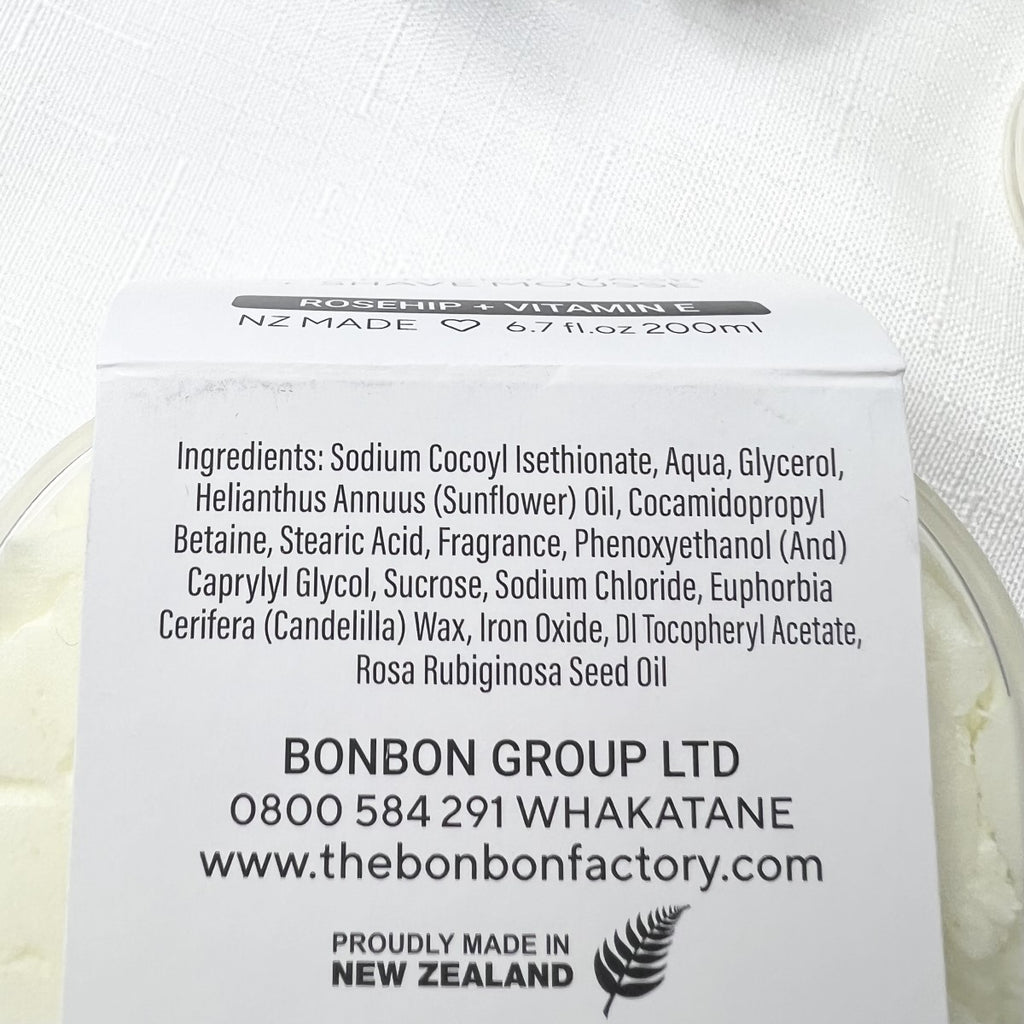 SHAVE MOUSSE
ROSEHIP + VITAMIN E
NZ MADE ♡ 6.7 fl.oz 200ml
Ingredients: Sodium Cocoyl Isethionate, Aqua, Glycerol,
Helianthus Annuus (Sunflower) Oil, Cocamidopropyl
Betaine, Stearic Acid, Fragrance, Phenoxyethanol (And)
Caprylyl Glycol, Sucrose, Sodium Chloride, Euphorbia
Cerifera (Candelilla) Wax, Iron Oxide, Dl Tocopheryl Acetate,
Rosa Rubiginosa Seed Oil
BONBON GROUP LTD
0800 584 291 WHAKATANE
www.thebonbonfactory.com
PROUDLY MADE IN
NEW ZEALAND